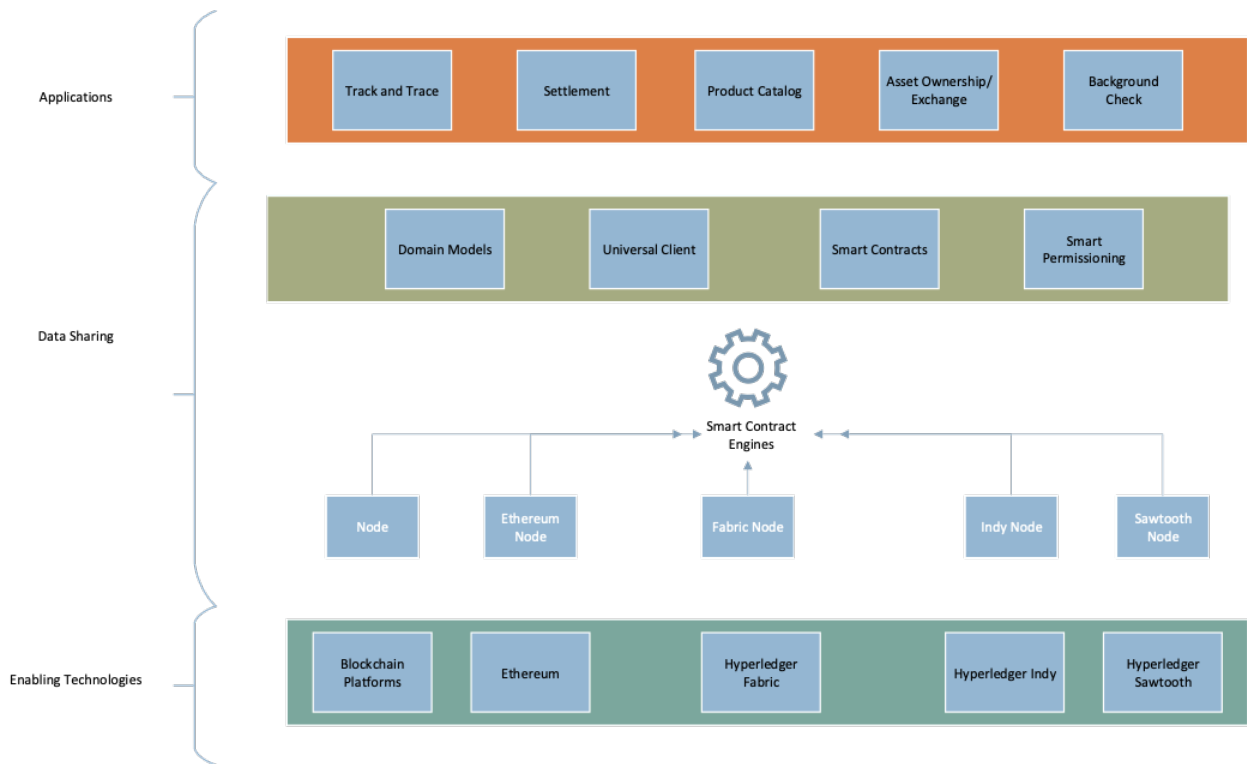 Applications
Track and Trace
Settlement
Product Catalog
Asset Ownership/
Exchange
Background
Check
Data Sharing
Domain Models
Universal Client
Smart Contracts
Smart
Permissioning
Smart Contract
Engines
Node
Ethereum
Node
Fabric Node
Indy Node
Sawtooth
Node
Enabling Technologies
Blockchain
Platforms
Ethereum
Hyperledger
Fabric
Hyperledger Indy
Hyperledger
Sawtooth